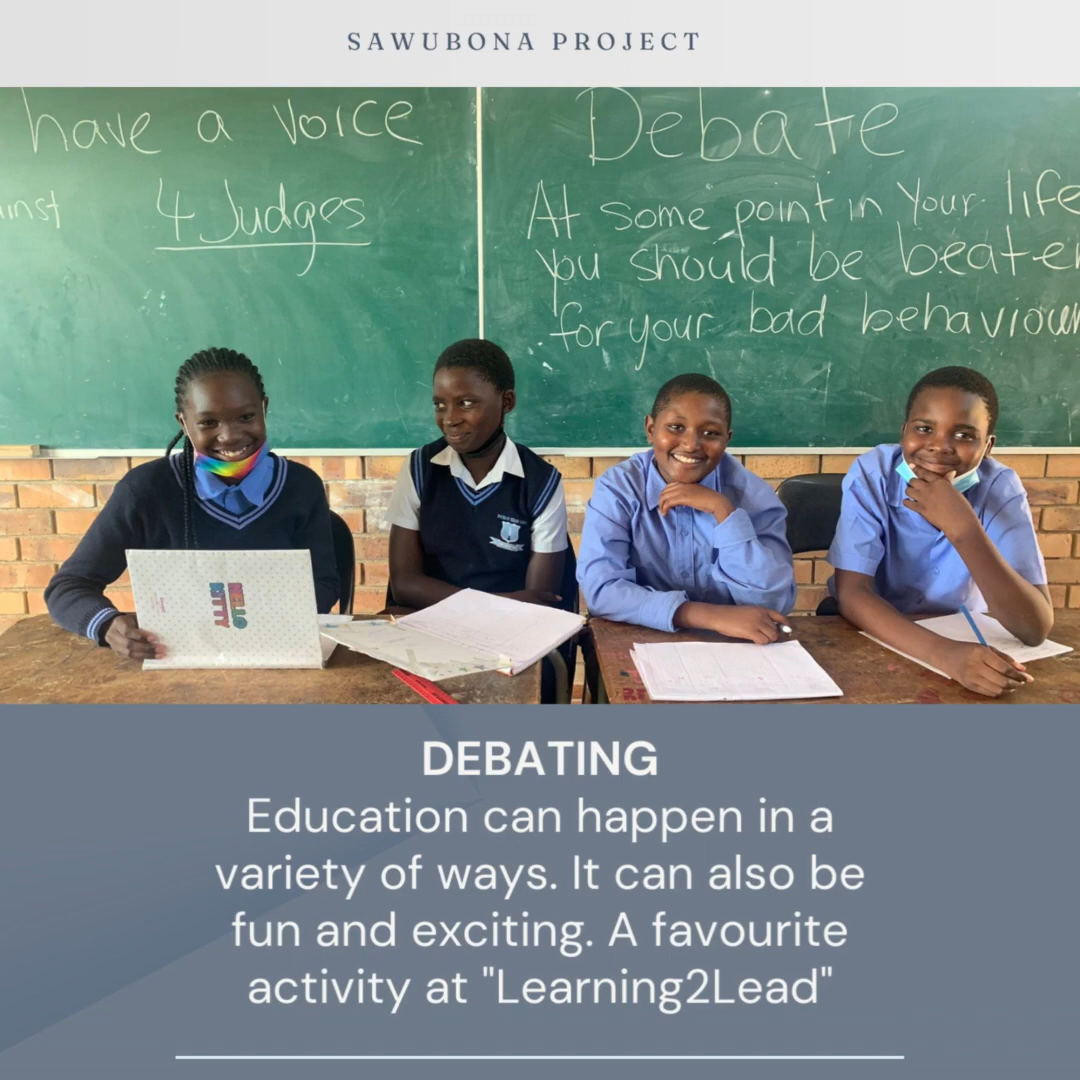 SAWUBONA PROJECT
have a voice
4 Judges
Debate
At some point in Your life
you should be beaten
for your bad behaviour
HELLO
KITTY
DEBATING
Education can happen in a
variety of ways. It can also be
fun and exciting. A favourite
activity at "Learning2Lead"